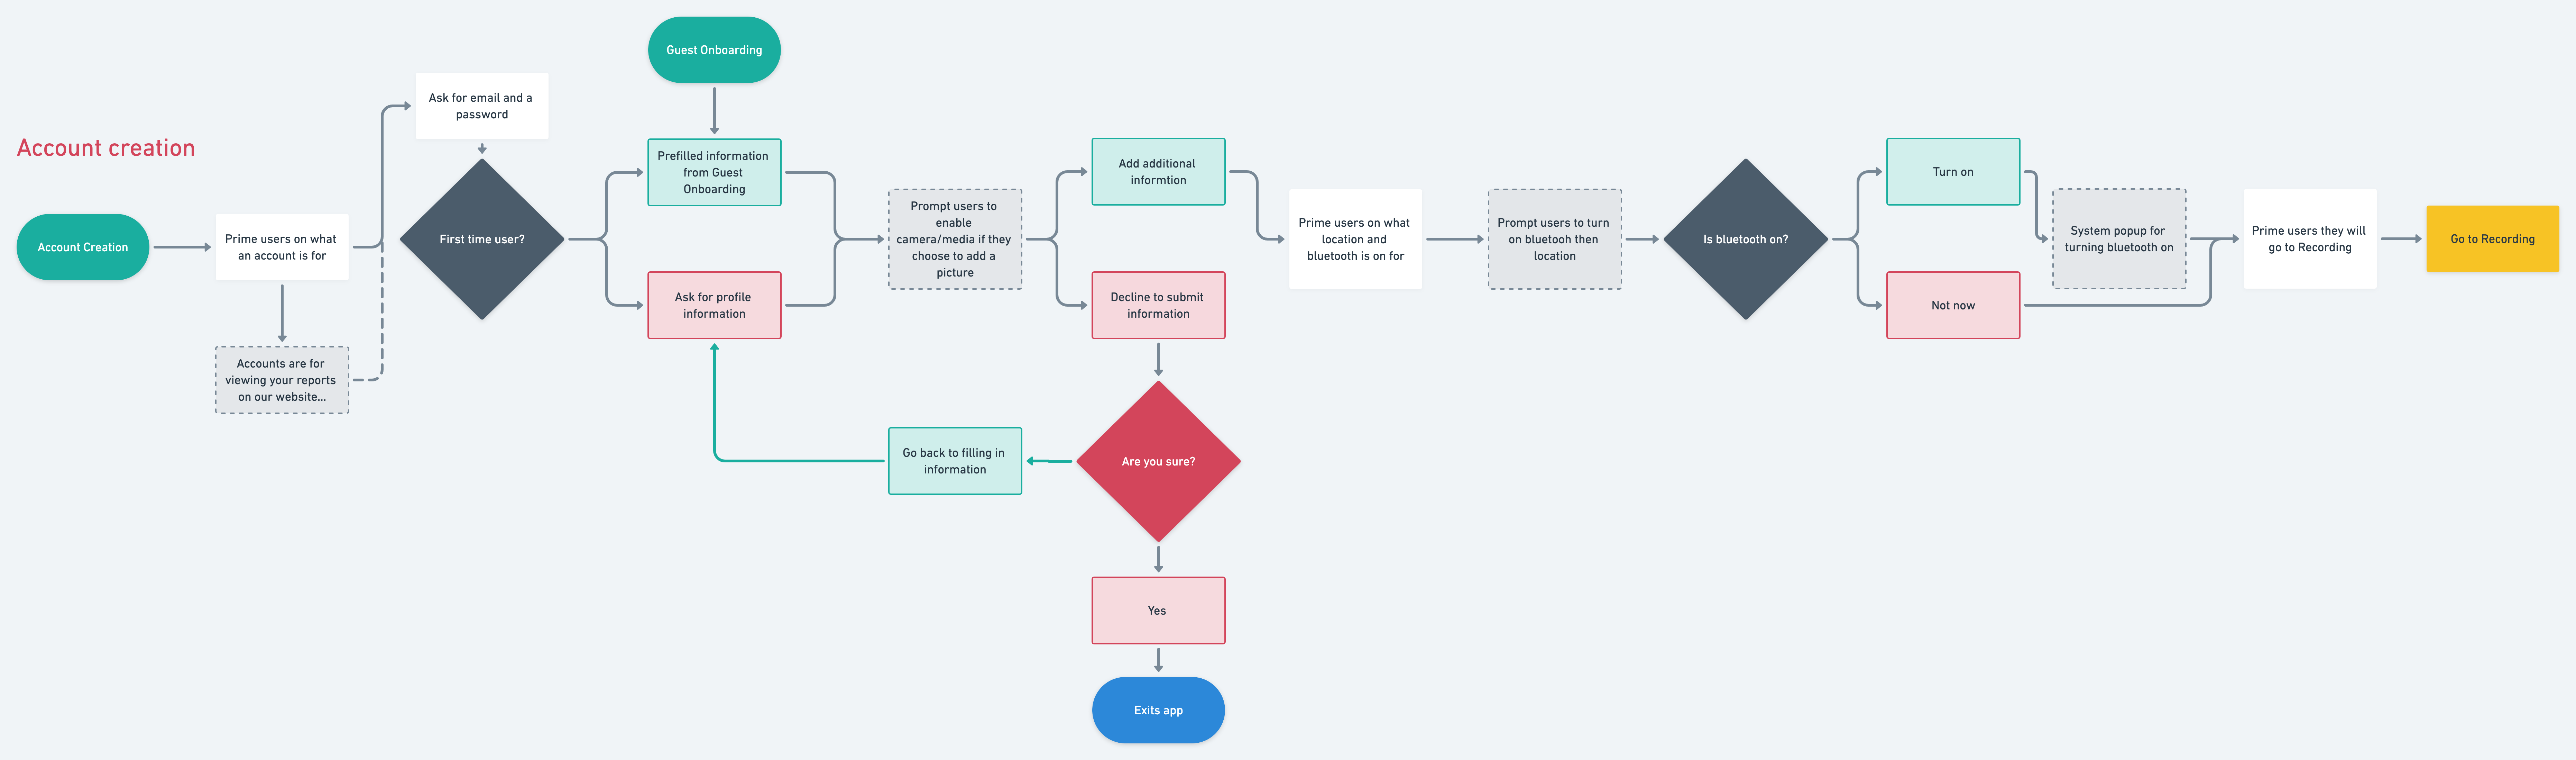 Account creation
Account Creation
Prime users on what
an account is for
Accounts are for
viewing your reports
on our website...
Ask for email and a
password
First time user?
Guest Onboarding
Prefilled information
from Guest
Onboarding
Ask for profile
information
Prompt users to
enable
camera/media if they
choose to add a
picture
Add additional
informtion
Decline to submit
information
Are you sure?
Go back to filling in
information
Yes
Exits app
Prime users on what
location and
bluetooth is on for
Prompt users to turn
on bluetooh then
location
Is bluetooth on?
Turn on
Not now
System popup for
turning bluetooth on
Prime users they will
go to Recording
Go to Recording